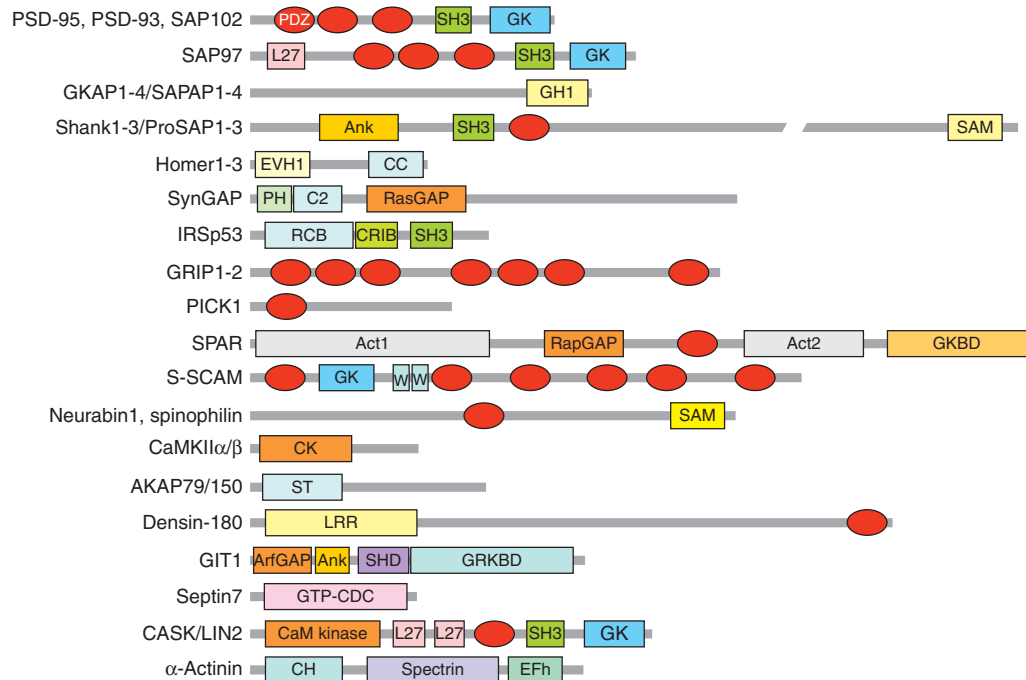 PSD-95, PSD-93, SAP102 PDZ SH3 GK
SAP97 L27 SH3 GK
GKAP1-4/SAPAP1-4 GH1
Shank1-3/ProSAP1-3 Ank SH3 SAM
Homer1-3 EVH1 CC
SynGAP PH C2 RasGAP
IRSp53 RCB CRIB SH3
GRIP1-2
PICK1
SPAR Act1 RapGAP Act2 GKBD
S-SCAM GK W W
Neurabin1, spinophilin SAM
CaMKIIα/β CK
AKAP79/150 ST
Densin-180 LRR
GIT1 ArfGAP Ank SHD GRKBD
Septin7 GTP-CDC
CASK/LIN2 CaM kinase L27 L27 SH3 GK
α-Actinin CH Spectrin EFh